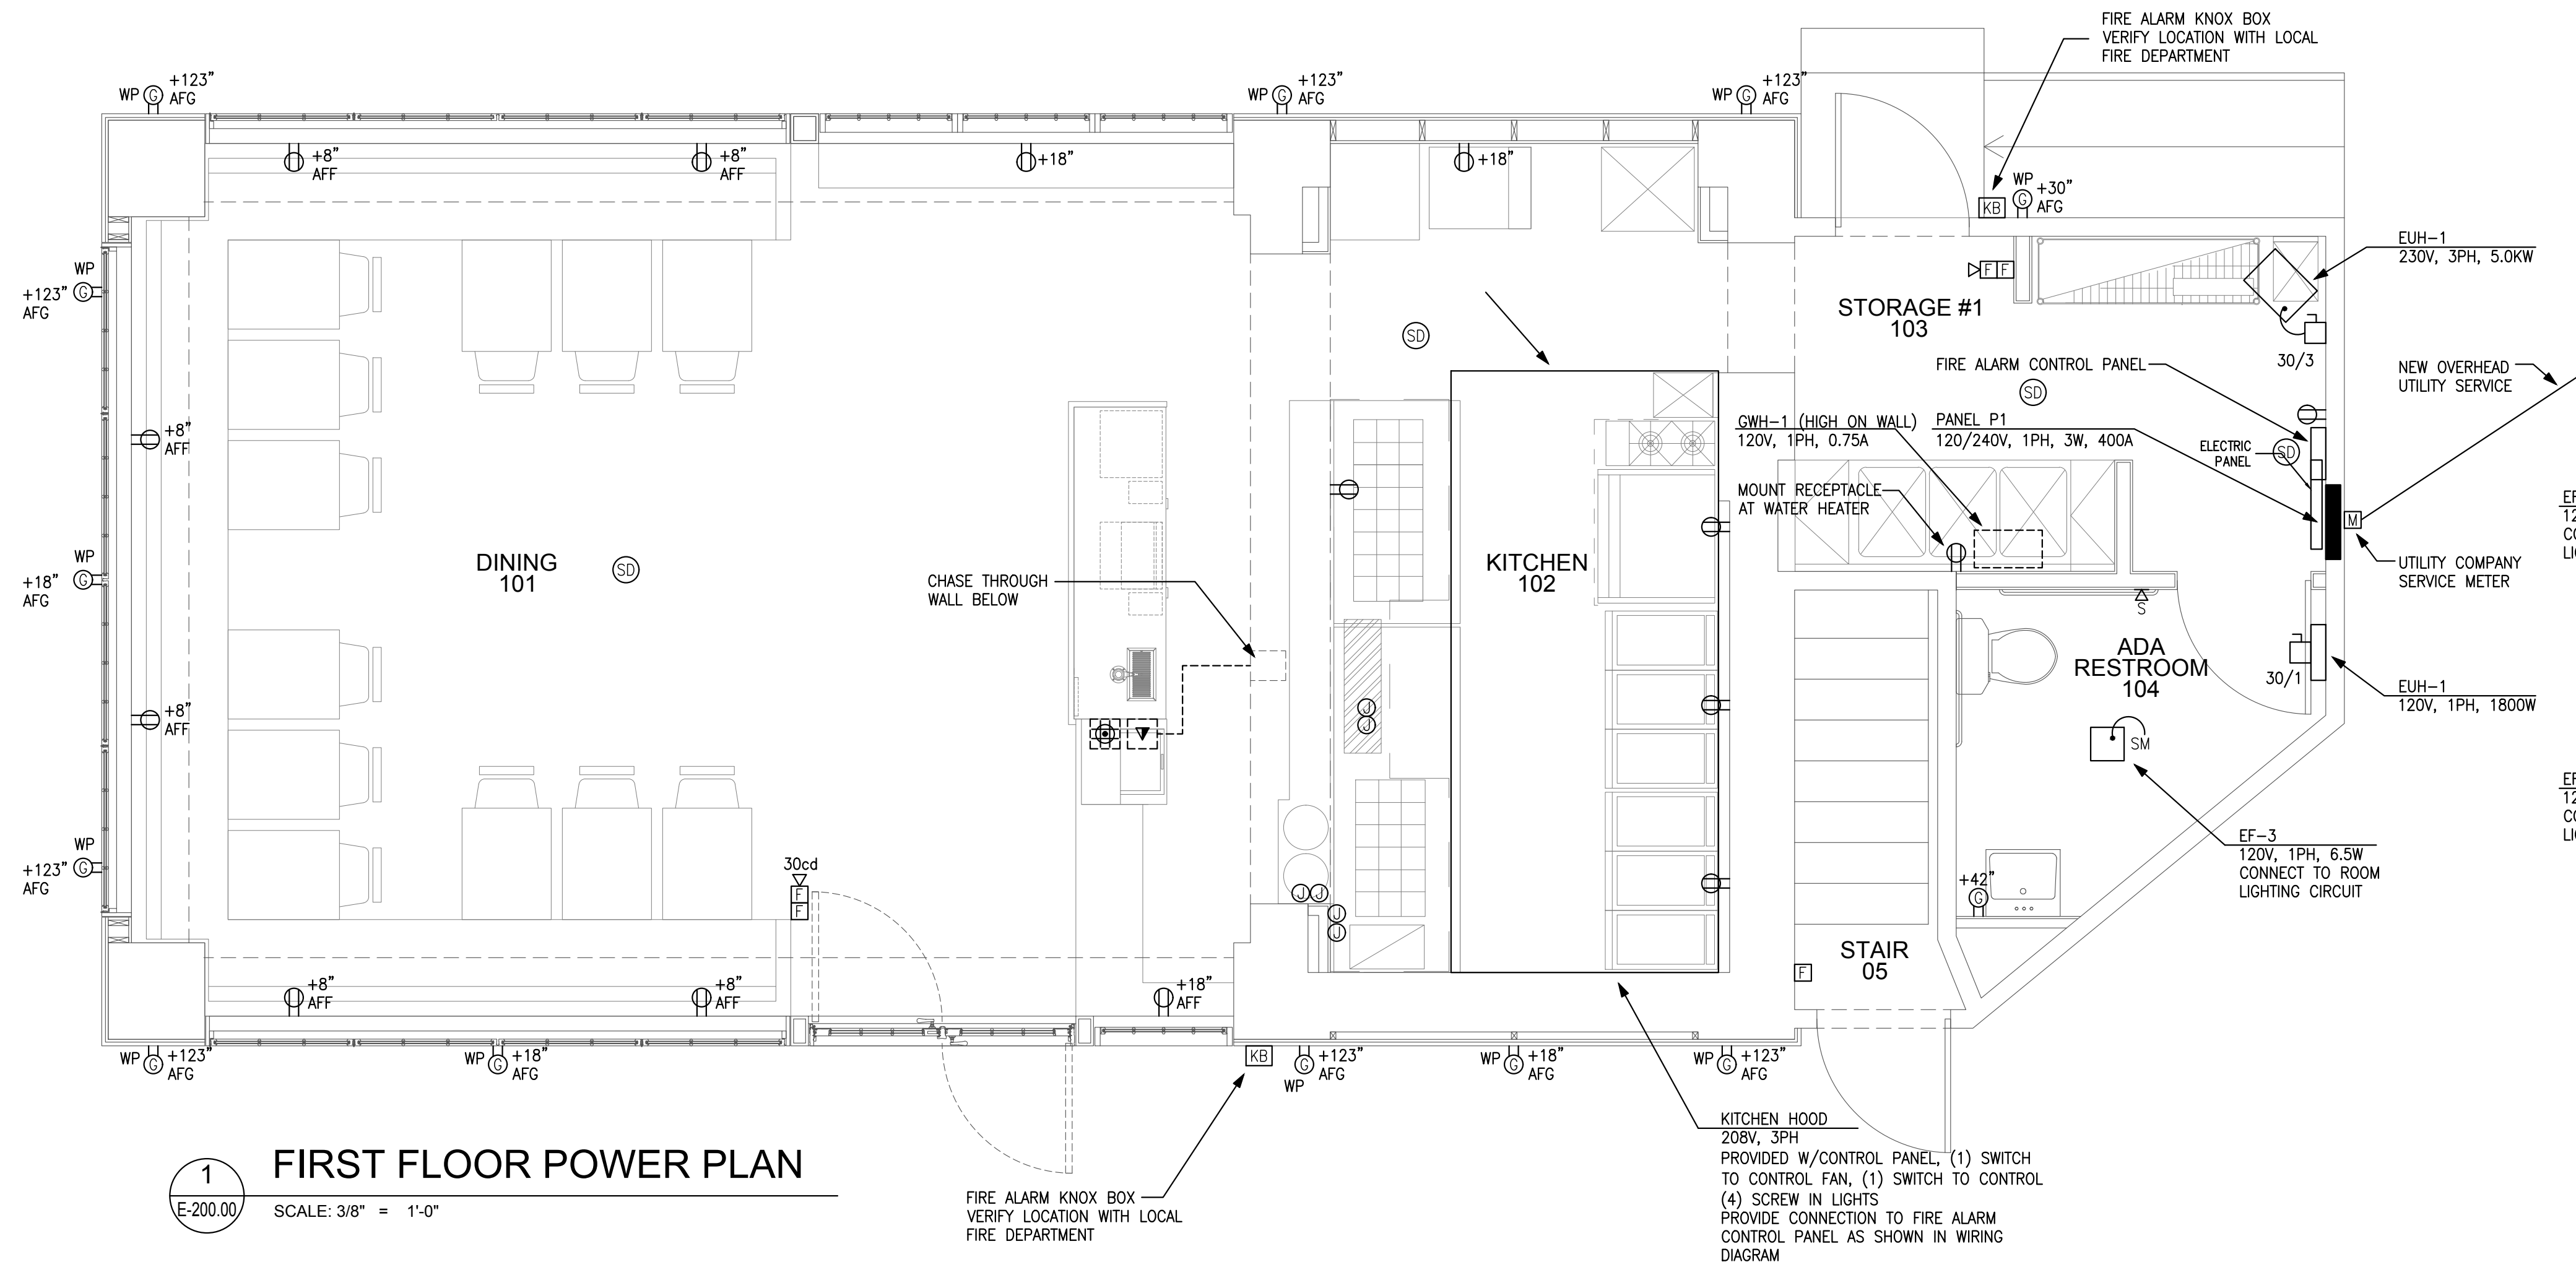 FIRE ALARM KNOX BOX
VERIFY LOCATION WITH LOCAL
FIRE DEPARTMENT
WP G +123"
AFG
WP G +123"
AFG
WP G +123"
AFG
+8"
AFF
+8"
AFF
+18"
+18"
WP
G +30"
AFG
KB
F F
EUH-1
230V, 3PH, 5.0KW
WP
+123" G
AFG
STORAGE #1
103
SD
30/3
FIRE ALARM CONTROL PANEL
SD
NEW OVERHEAD
UTILITY SERVICE
GWH-1 (HIGH ON WALL)
120V, 1PH, 0.75A
PANEL P1
120/240V, 1PH, 3W, 400A
ELECTRIC
PANEL
SD
+8"
AFF
MOUNT RECEPTACLE
AT WATER HEATER
M
EF
12
CO
LI
UTILITY COMPANY
SERVICE METER
WP
+18" G
AFG
DINING
101
SD
CHASE THROUGH
WALL BELOW
KITCHEN
102
S
ADA
RESTROOM
104
30/1
EUH-1
120V, 1PH, 1800W
+8"
AFF
J
J
SM
EF
12
CO
LI
EF-3
120V, 1PH, 6.5W
CONNECT TO ROOM
LIGHTING CIRCUIT
WP
+123" G
AFG
30cd
F
F
J J
J
J
+42"
G
STAIR
05
F
+8"
AFF
+8"
AFF
+18"
AFF
WP G +123"
AFG
WP G +18"
AFG
KB
G +123"
AFG
WP
WP G +18"
AFG
WP G +123"
AFG
KITCHEN HOOD
208V, 3PH
PROVIDED W/CONTROL PANEL, (1) SWITCH
TO CONTROL FAN, (1) SWITCH TO CONTROL
(4) SCREW IN LIGHTS
PROVIDE CONNECTION TO FIRE ALARM
CONTROL PANEL AS SHOWN IN WIRING
DIAGRAM
FIRE ALARM KNOX BOX
VERIFY LOCATION WITH LOCAL
FIRE DEPARTMENT
1
E-200.00
FIRST FLOOR POWER PLAN
SCALE: 3/8" = 1'-0"